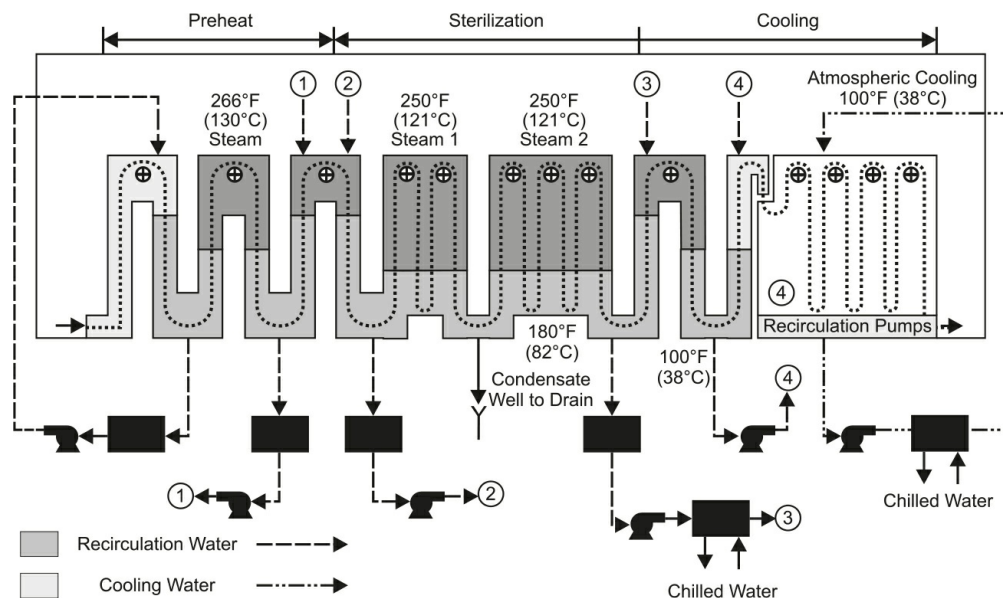 Preheat
Sterilization
Cooling
1
2
3
4
266°F
(130°C)
Steam
250°F
(121°C)
Steam 1
250°F
(121°C)
Steam 2
Atmospheric Cooling
100°F (38°C)
4
Recirculation Pumps
180°F
(82°C)
Condensate
Well to Drain
100°F
(38°C)
4
1
2
3
Chilled Water
Chilled Water
Recirculation Water
Cooling Water